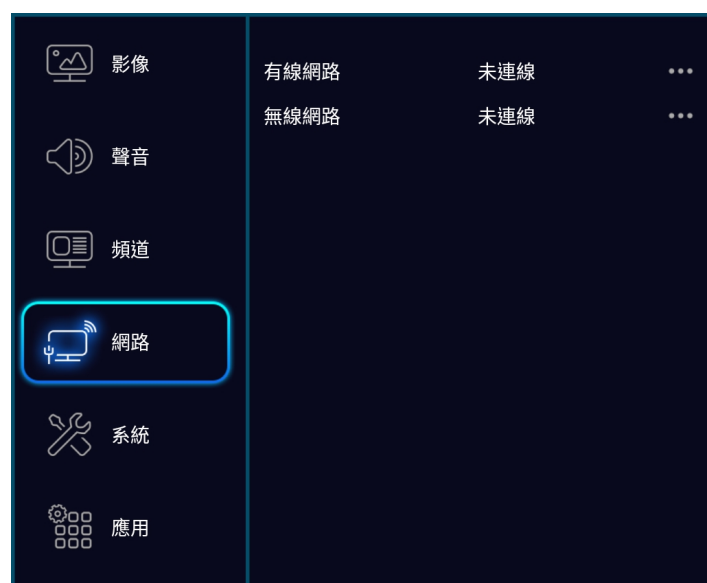 影像
聲音
頻道
網路
系統
應用
有線網路 未連線
無線網路 未連線